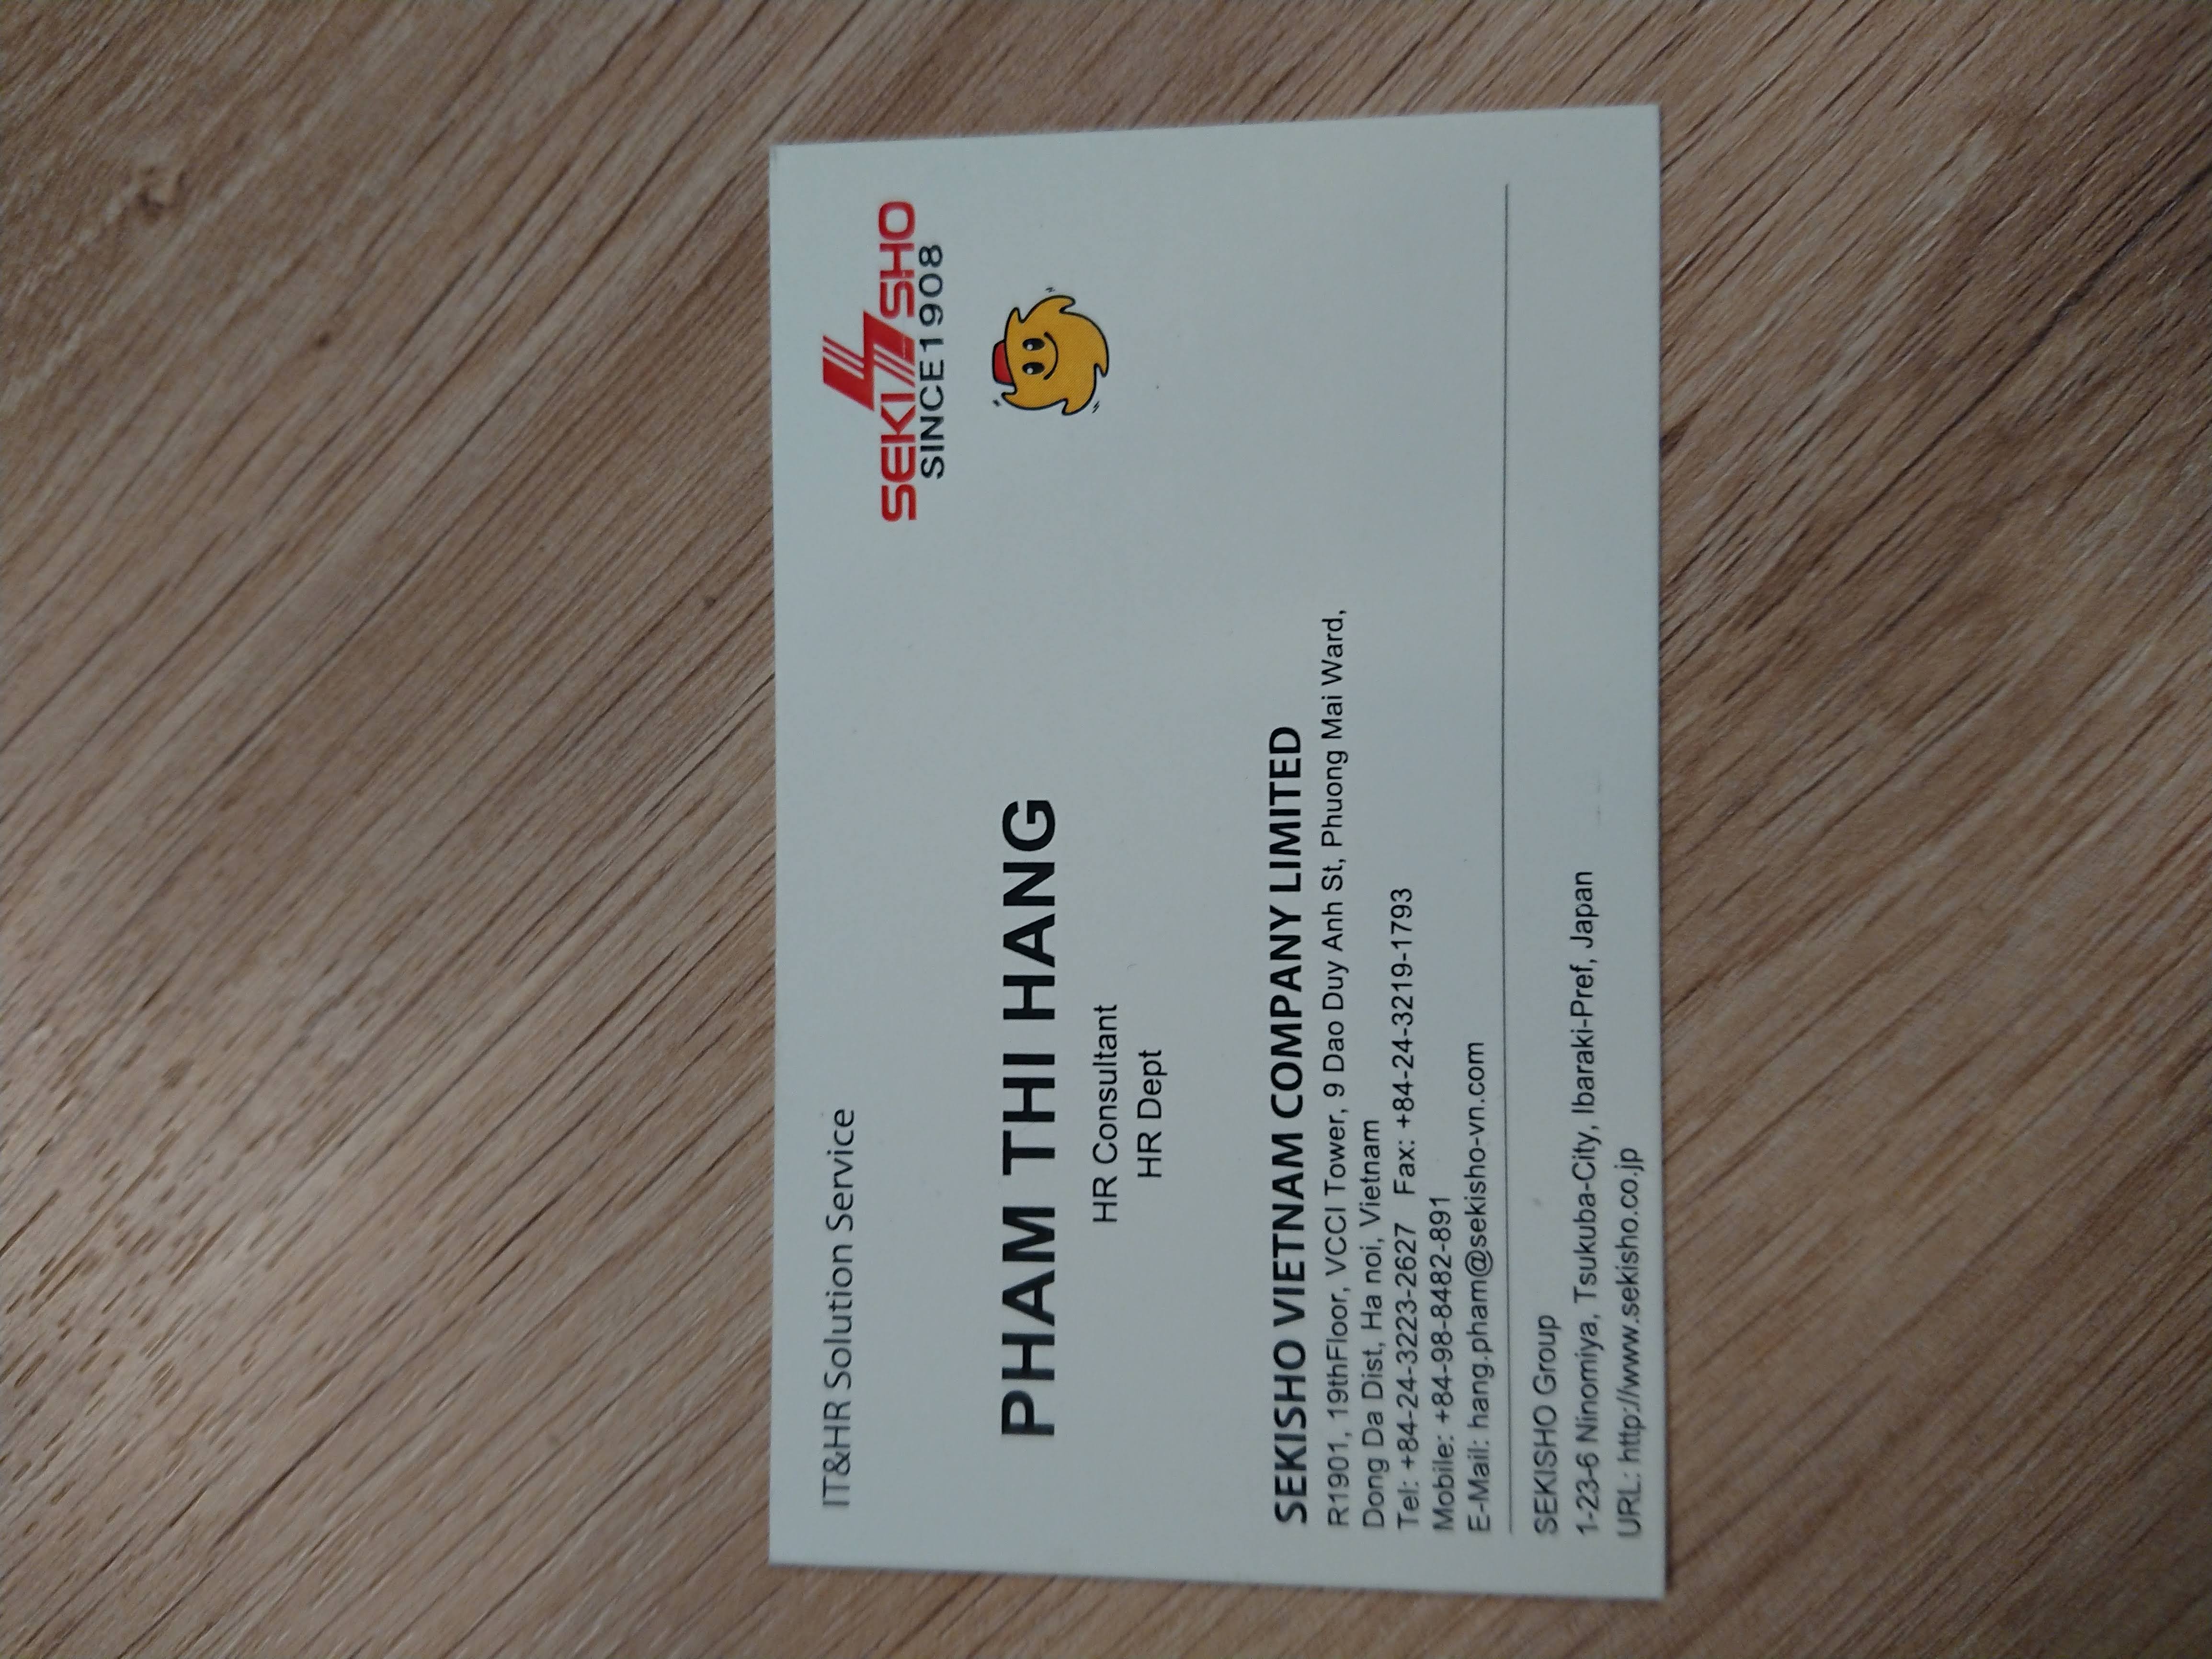 IT&HR Solution Service
SEKISHO
SINCE1908
PHAM THI HANG
HR Consultant
HR Dept
SEKISHO VIETNAM COMPANY LIMITED
R1901, 19thFloor, VCCI Tower, 9 Dao Duy Anh St, Phuong Mai Ward,
Dong Da Dist, Ha noi, Vietnam
Tel: +84-24-3223-2627 Fax: +84-24-3219-1793
Mobile: +84-98-8482-891
E-Mail: hang.pham@sekisho-vn.com
SEKISHO Group
1-23-6 Ninomiya, Tsukuba-City, Ibaraki-Pref, Japan
URL: http://www.sekisho.co.jp